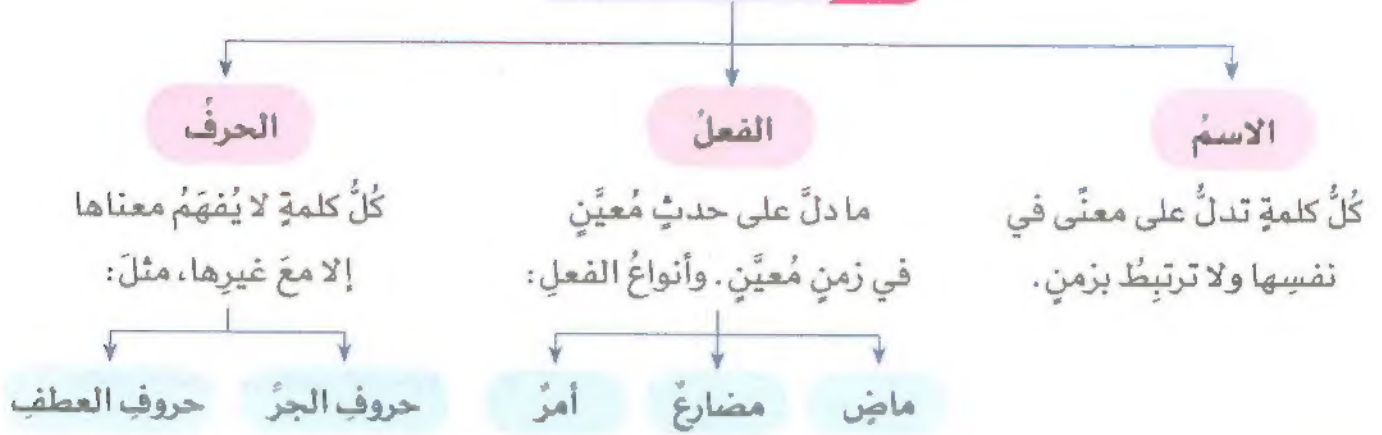 الاسمُ
كُلُّ كلمةٍ تدلُّ على معنًى في
نفسِها ولا ترتبِطُ بزمنٍ.
الفعلُ
ما دلَّ على حدثٍ مُعيَّنٍ
في زمنٍ مُعيَّنٍ. وأنواعُ الفعلِ:
ماضٍ
مضارعٌ
أمرٌ
الحرفُ
كُلُّ كلمةٍ لا يُفهَمُ معناها
إلا معَ غيرِها، مثلَ:
حروفِ الجرِّ
حروفِ العطفِ